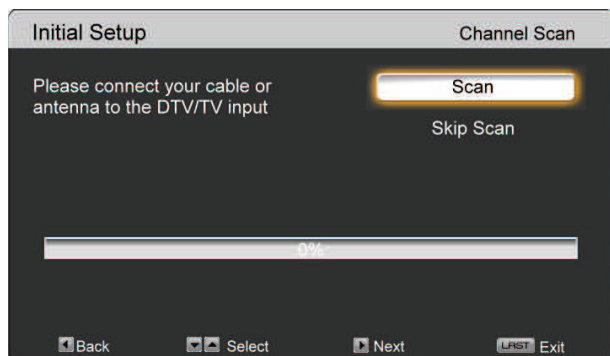 Initial Setup
Channel Scan
Please connect your cable or
antenna to the DTV/TV input
Scan
Skip Scan
0%
Back
Select
Next
LAST Exit